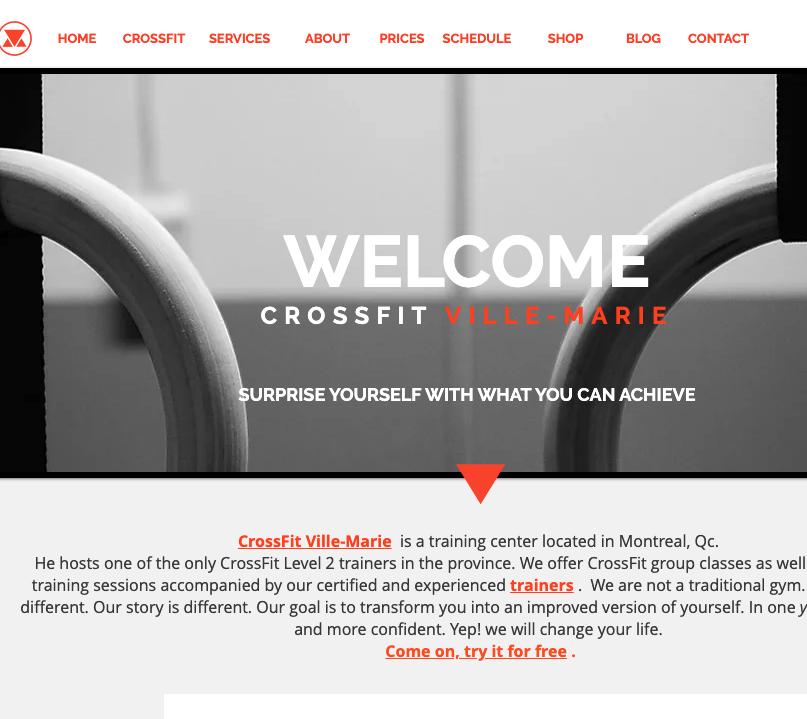 HOME CROSSFIT SERVICES ABOUT PRICES SCHEDULE SHOP BLOG CONTACT
WELCOME
CROSSFIT VILLE-MARIE
SURPRISE YOURSELF WITH WHAT YOU CAN ACHIEVE
CrossFit Ville-Marie is a training center located in Montreal, Qc.
He hosts one of the only CrossFit Level 2 trainers in the province. We offer CrossFit group classes as well
training sessions accompanied by our certified and experienced trainers . We are not a traditional gym.
different. Our story is different. Our goal is to transform you into an improved version of yourself. In one
and more confident. Yep! we will change your life.
Come on, try it for free .